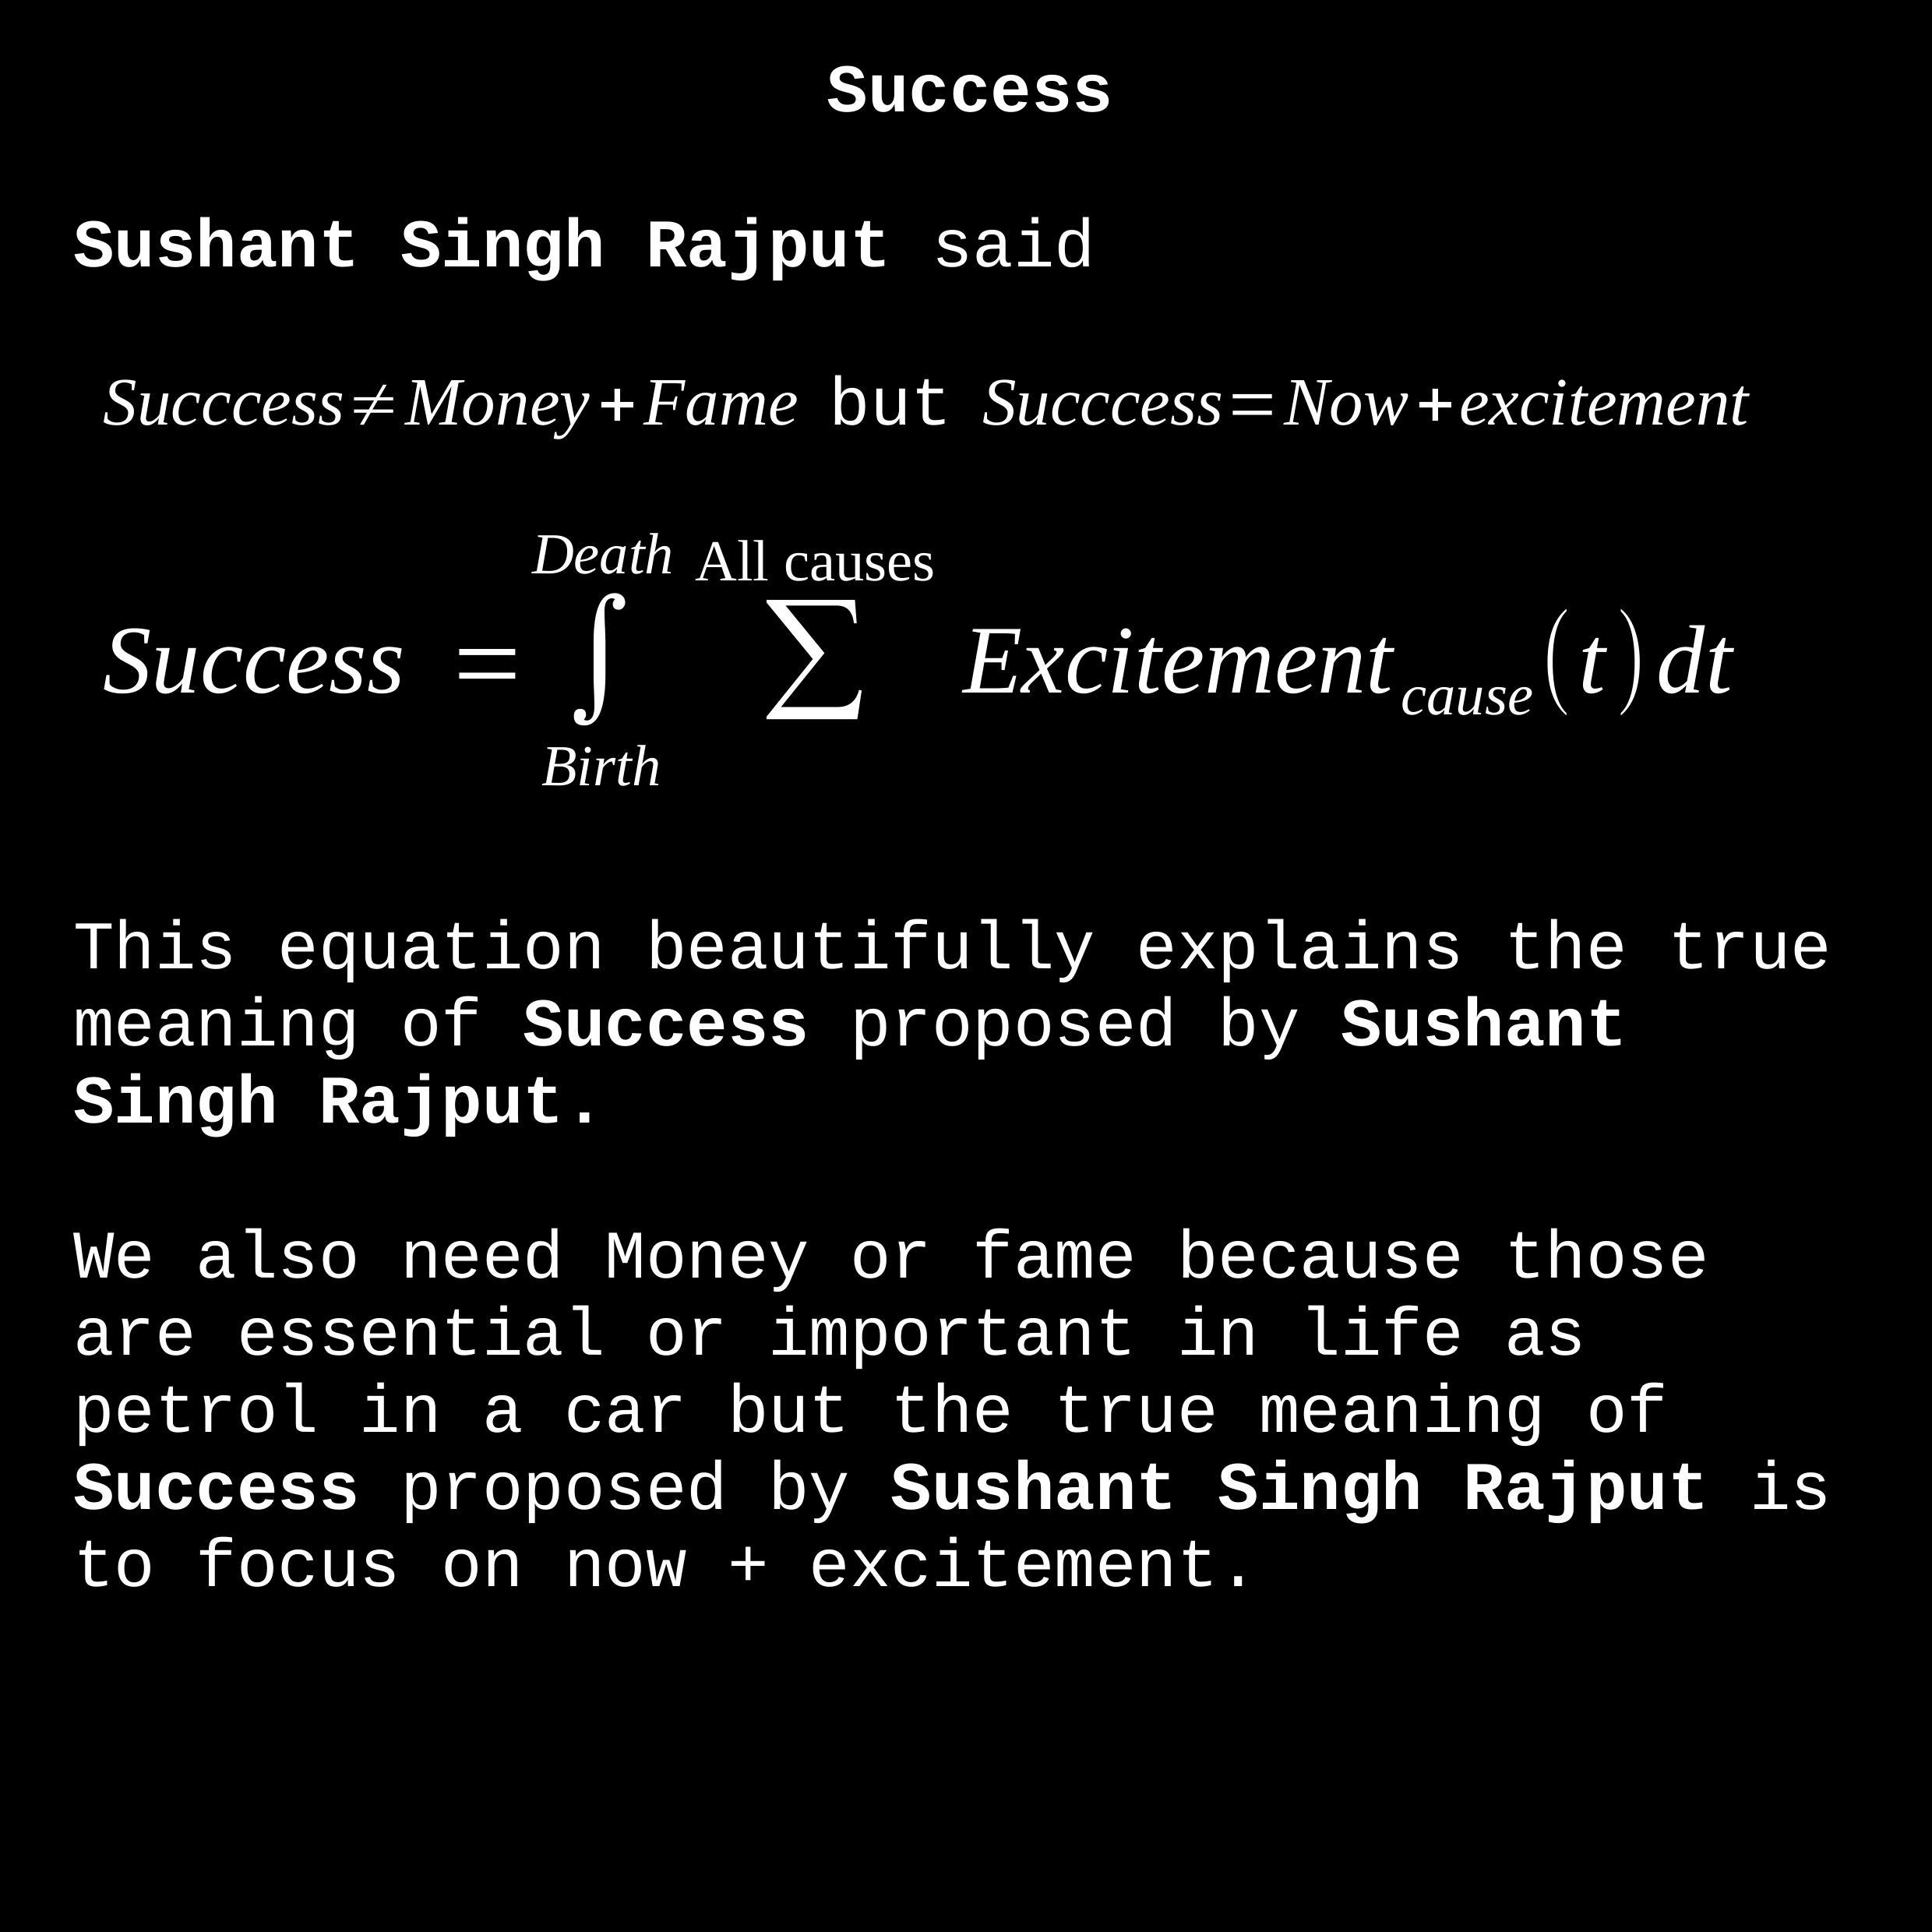 Success
Sushant Singh Rajput said
Succcess≠Money+Fame but Succcess=Now+excitement
Death All causes
Success = ∫ ∑ Excitement cause (t) dt
Birth
This equation beautifully explains the true
meaning of Success proposed by Sushant
Singh Rajput.
We also need Money or fame because those
are essential or important in life as
petrol in a car but the true meaning of
Success proposed by Sushant Singh Rajput is
to focus on now + excitement.